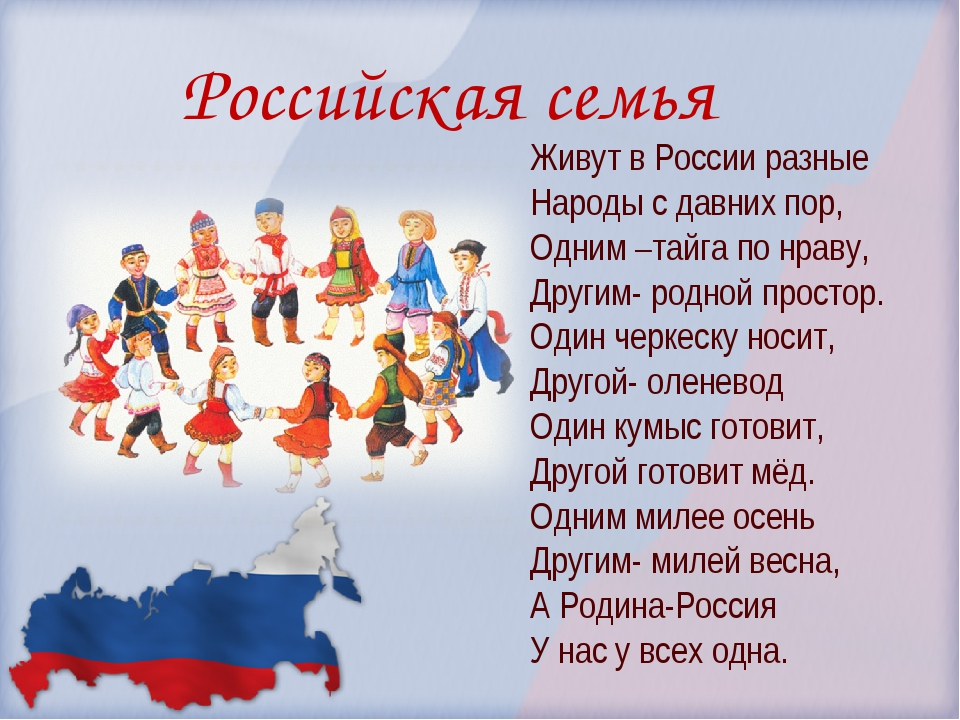 Российская семья
Живут в России разные
Народы с давних пор,
Одним –тайга по нраву,
Другим- родной простор.
Один черкеску носит,
Другой- оленевод
Один кумыс готовит,
Другой готовит мёд.
Одним милее осень
Другим- милей весна,
А Родина-Россия
У нас у всех одна.